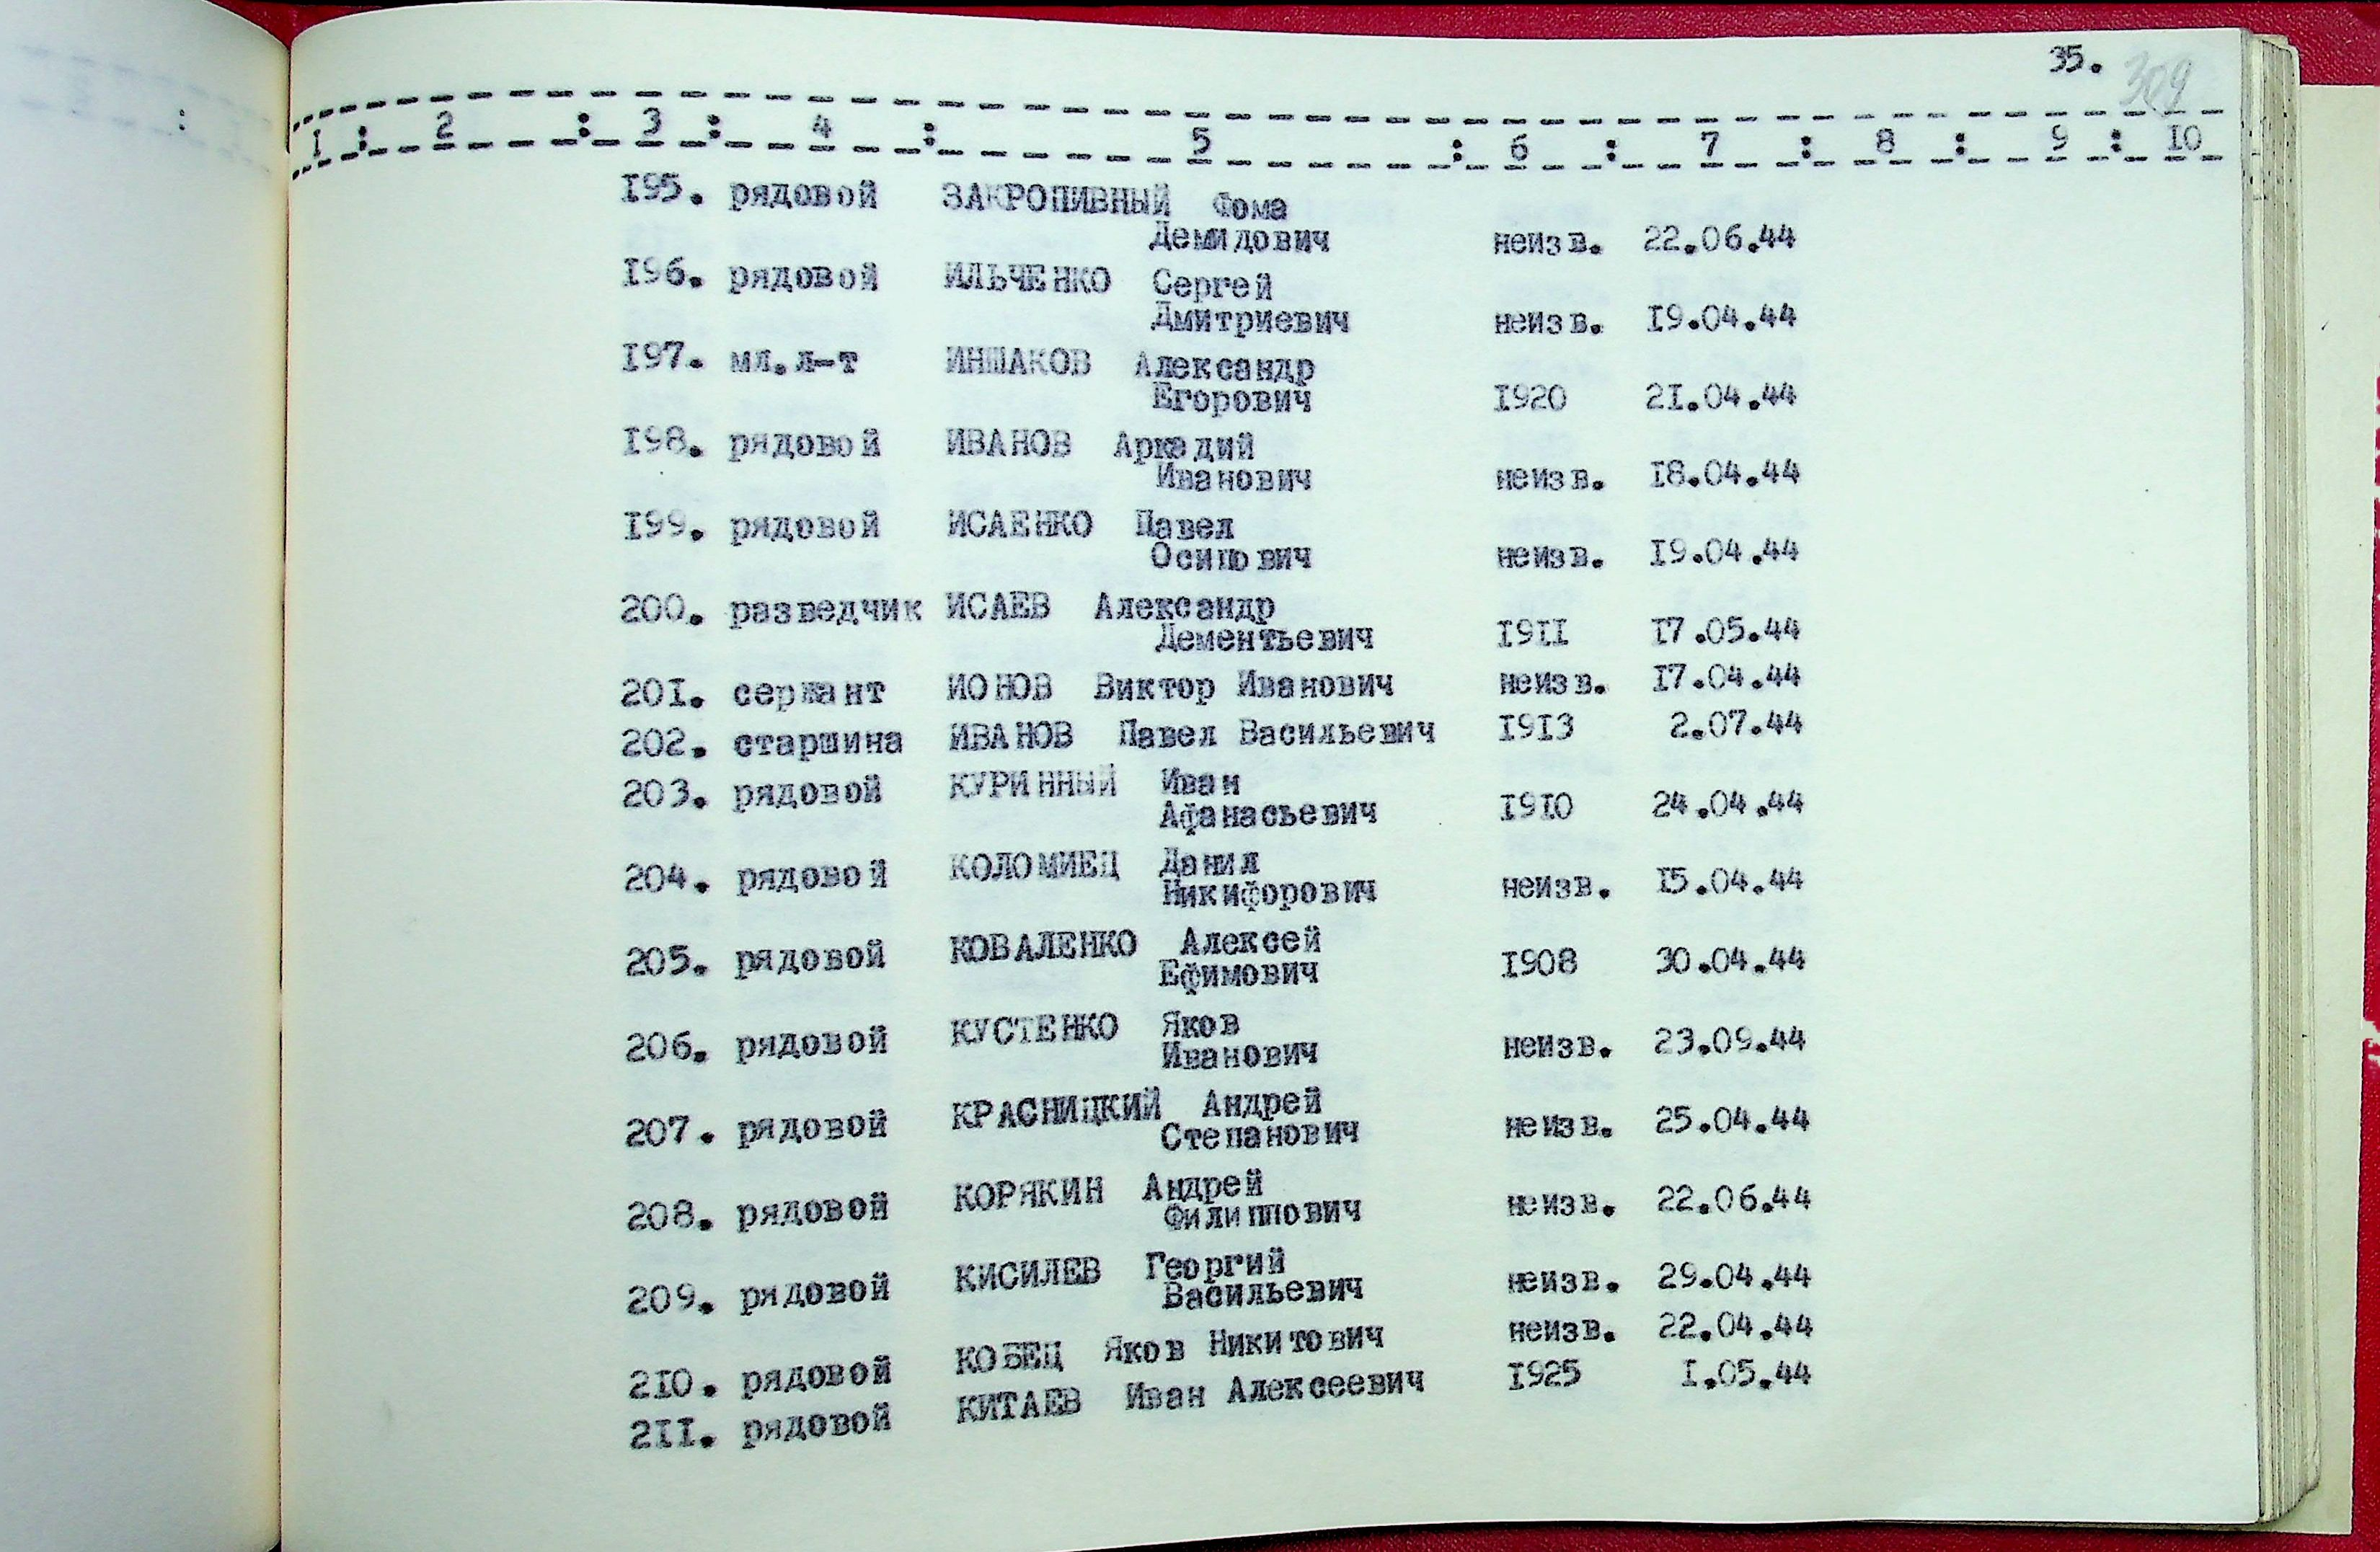 35.
309
I : 2 : 3 : 4 : 5 : 6 : 7 : 8 : 9 : 10
195. рядовой ЗАКРОПИВНЫЙ Фома
Демидович неизв. 22.06.44
196. рядовой ИЛЬЧЕНКО Сергей
Дмитриевич неизв. 19.04.44
197. мл.л-т ИНШАКОВ Александр
Егорович 1920 21.04.44
198. рядовой ИВАНОВ Аркадий
Иванович неизв. 18.04.44
199. рядовой ИСАЕНКО Павел
Осипович неизв. 19.04.44
200. разведчик ИСАЕВ Александр
Дементьевич 1911 17.05.44
201. сержант ИОНОВ Виктор Иванович неизв. 17.04.44
202. старшина ИВАНОВ Павел Васильевич 1913 2.07.44
203. рядовой КУРИННЫЙ Иван
Афанасьевич 1910 24.04.44
204. рядовой КОЛОМИЕЦ Данил
Никифорович неизв. 15.04.44
205. рядовой КОВАЛЕНКО Алексей
Ефимович 1908 30.04.44
206. рядовой КУСТЕНКО Яков
Иванович неизв. 23.09.44
207. рядовой КРАСНИЦКИЙ Андрей
Степанович неизв. 25.04.44
208. рядовой КОРЯКИН Андрей
Филиппович неизв. 22.06.44
209. рядовой КИСИЛЕВ Георгий
Васильевич неизв. 29.04.44
210. рядовой КОБЕЦ Яков Никитович неизв. 22.04.44
211. рядовой КИТАЕВ Иван Алексеевич 1925 1.05.44